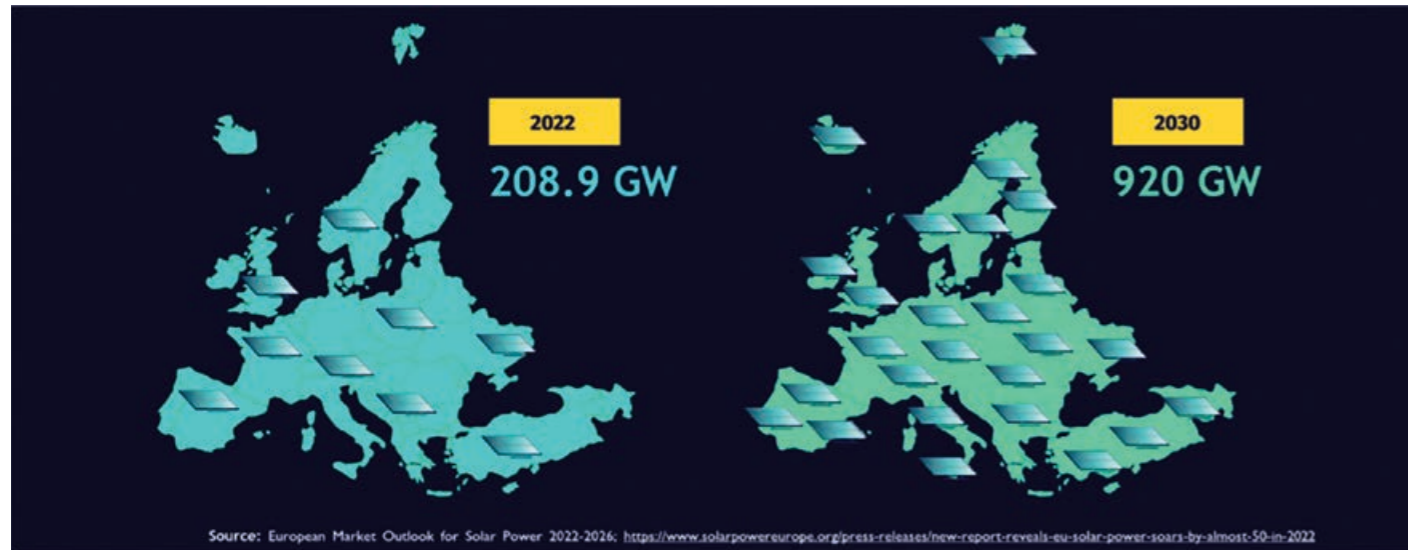 2022
208.9 GW
2030
920 GW
Source: European Market Outlook for Solar Power 2022-2026; https://www.solarpowereurope.org/press-releases/new-report-reveals-eu-solar-power-soars-by-almost-50-in-2022